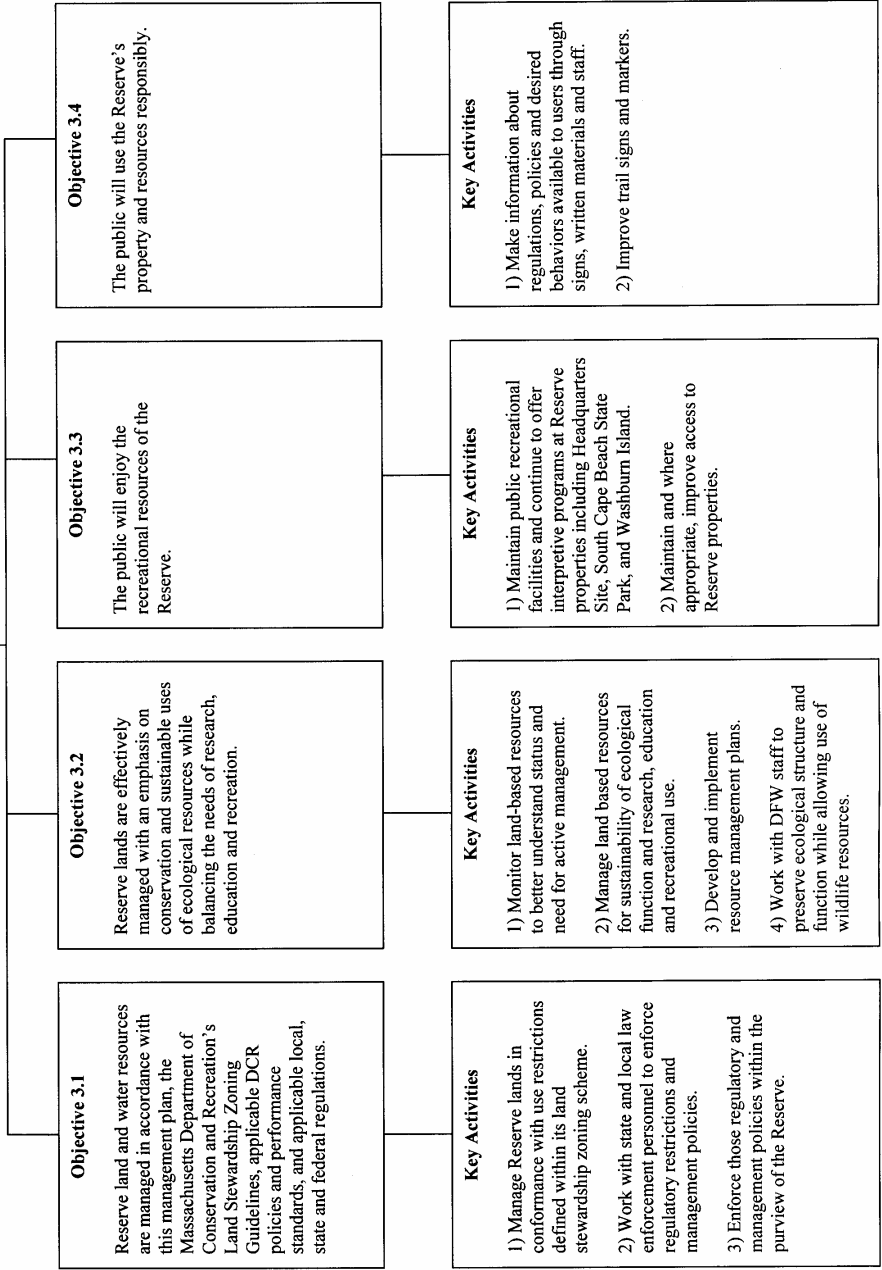 Objective 3.1
Reserve land and water resources
are managed in accordance with
this management plan, the
Massachusetts Department of
Conservation and Recreation's
Land Stewardship Zoning
Guidelines, applicable DCR
policies and performance
standards, and applicable local,
state and federal regulations.
Key Activities
1) Manage Reserve lands in
conformance with use restrictions
defined within its land
stewardship zoning scheme.
2) Work with state and local law
enforcement personnel to enforce
regulatory restrictions and
management policies.
3) Enforce those regulatory and
management policies within the
purview of the Reserve.
Objective 3.2
Reserve lands are effectively
managed with an emphasis on
conservation and sustainable uses
of ecological resources while
balancing the needs of research,
education and recreation.
Key Activities
1) Monitor land-based resources
to better understand status and
need for active management.
2) Manage land based resources
for sustainability of ecological
function and research, education
and recreational use.
3) Develop and implement
resource management plans.
4) Work with DFW staff to
preserve ecological structure and
function while allowing use of
wildlife resources.
Objective 3.3
The public will enjoy the
recreational resources of the
Reserve.
Key Activities
1) Maintain public recreational
facilities and continue to offer
interpretive programs at Reserve
properties including Headquarters
Site, South Cape Beach State
Park, and Washburn Island.
2) Maintain and where
appropriate, improve access to
Reserve properties.
Objective 3.4
The public will use the Reserve's
property and resources responsibly.
Key Activities
1) Make information about
regulations, policies and desired
behaviors available to users through
signs, written materials and staff.
2) Improve trail signs and markers.